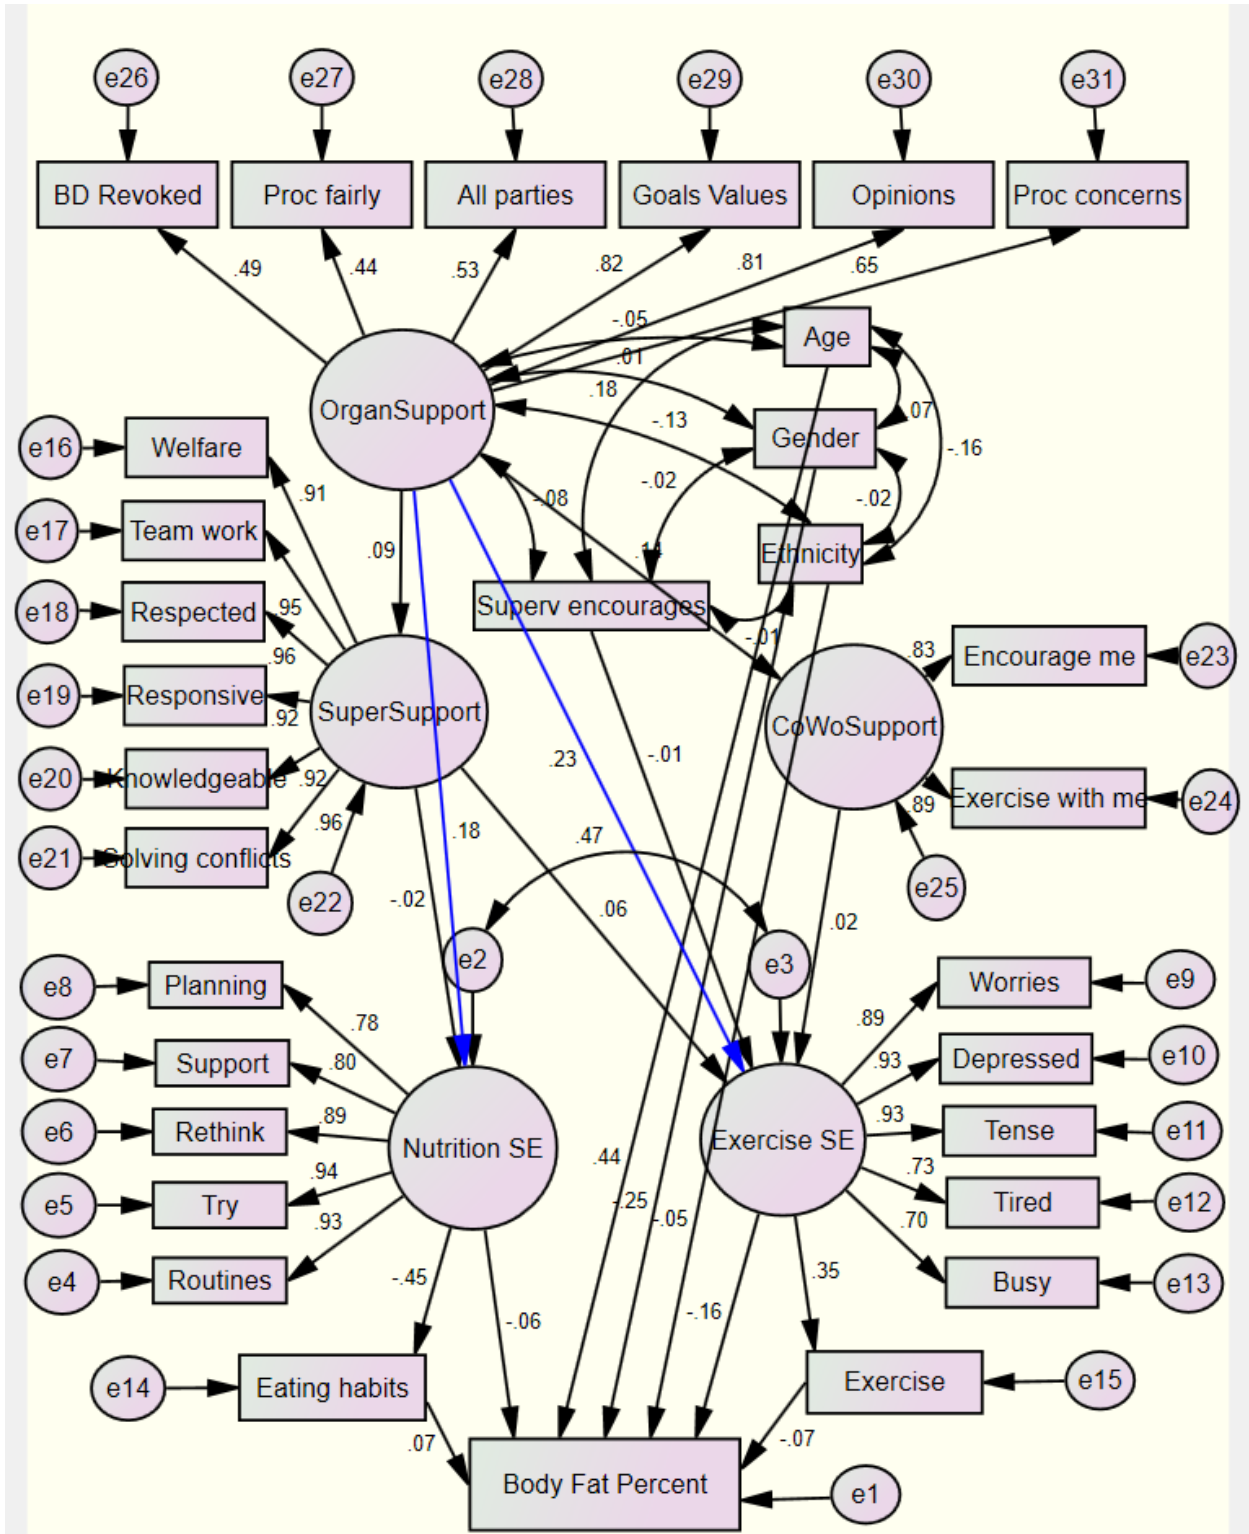 e26 e27 e28 e29 e30 e31
BD Revoked Proc fairly All parties Goals Values Opinions Proc concerns
.49 .44 .53 .82 .81 .65
-.05
Age
.01
.18
OrganSupport
-.13
Gender
.07
-.16
e16 Welfare
.91
-.08
-.02
-.02
e17 Team work
.09
.14
Ethnicity
e18 Respected
.95
Superv encourages
-.01
.96
e19 Responsive
.92
SuperSupport
CoWoSupport
.83
Encourage me e23
e20 Knowledgeable
.92
.23
-.01
Exercise with me e24
.89
e21 Solving conflicts
.96
.18
.47
e22
e25
-.02
.06
.02
e2
e3
e8 Planning
Worries e9
.78
.89
e7 Support
.80
.93
Depressed e10
e6 Rethink
.89
Nutrition SE
Exercise SE
.93
Tense e11
.94
.44
.73
e5 Try
.93
-.25
-.05
Tired e12
.70
e4 Routines
-.45
.35
Busy e13
-.06
-.16
e14 Eating habits
Exercise e15
.07
-.07
Body Fat Percent
e1